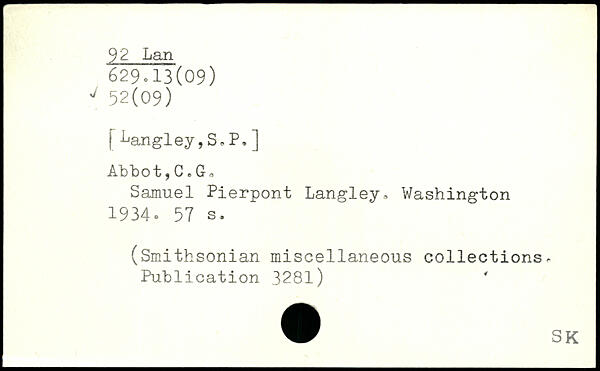 92 Lan
629.13(09)
✓ 52(09)
[Langley,S.P.]
Abbot,C.G.
Samuel Pierpont Langley. Washington
1934. 57 s.
(Smithsonian miscellaneous collections.
Publication 3281)
SK